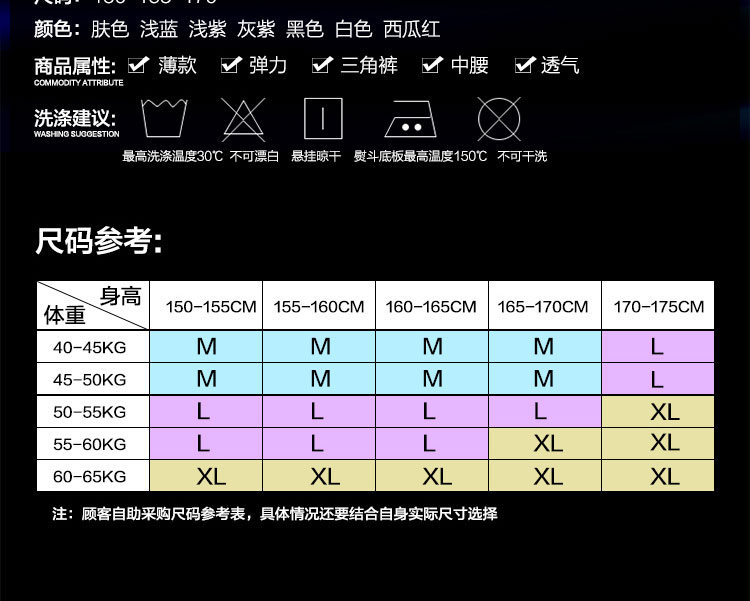 颜色: 肤色 浅蓝 浅紫 灰紫 黑色 白色 西瓜红
商品属性: 薄款 弹力 三角裤 中腰 透气
COMMODITY ATTRIBUTE
洗涤建议:
WASHING SUGGESTION
最高洗涤温度30℃ 不可漂白 悬挂晾干 熨斗底板最高温度150℃ 不可干洗
尺码参考:
身高 体重 150-155CM 155-160CM 160-165CM 165-170CM 170-175CM
40-45KG M M M M L
45-50KG M M M M L
50-55KG L L L L XL
55-60KG L L L XL XL
60-65KG XL XL XL XL XL
注: 顾客自助采购尺码参考表，具体情况还要结合自身实际尺寸选择